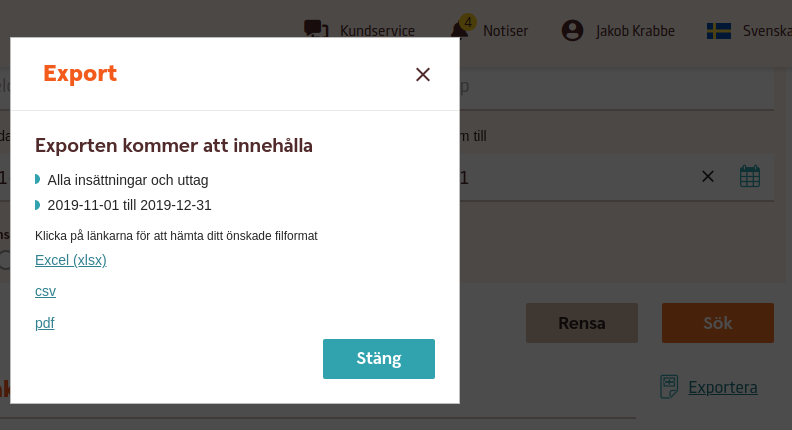 Kundservice
4
Notiser
Jakob Krabbe
Svenska
Export
Exporten kommer att innehålla
Alla insättningar och uttag
2019-11-01 till 2019-12-31
Klicka på länkarna för att hämta ditt önskade filformat
Excel (xlsx)
csv
pdf
Stäng
till
Rensa
Sök
Exportera